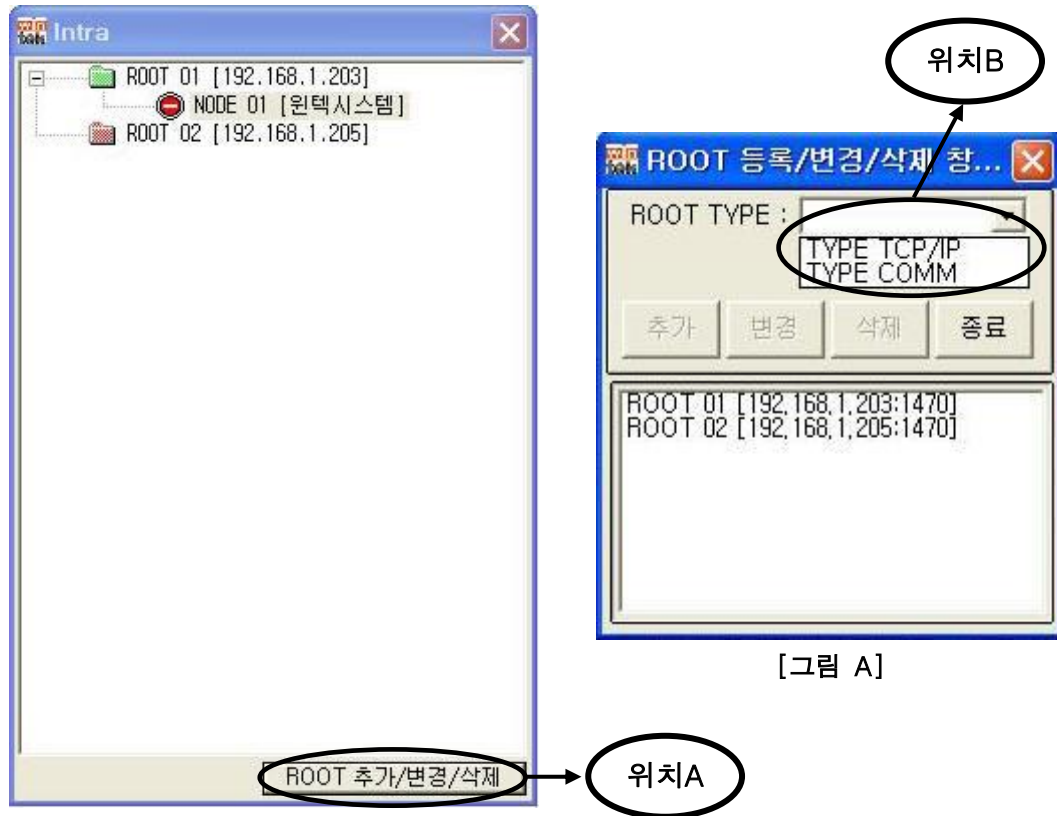 Intra
ROOT 01 [192.168.1.203]
NODE 01 [윈텍시스템]
ROOT 02 [192.168.1.205]
ROOT 추가/변경/삭제
위치A
위치B
ROOT 등록/변경/삭제 창...
ROOT TYPE :
TYPE TCP/IP
TYPE COMM
추가 변경 삭제 종료
ROOT 01 [192,168,1,203:1470]
ROOT 02 [192,168,1,205:1470]
[그림 A]